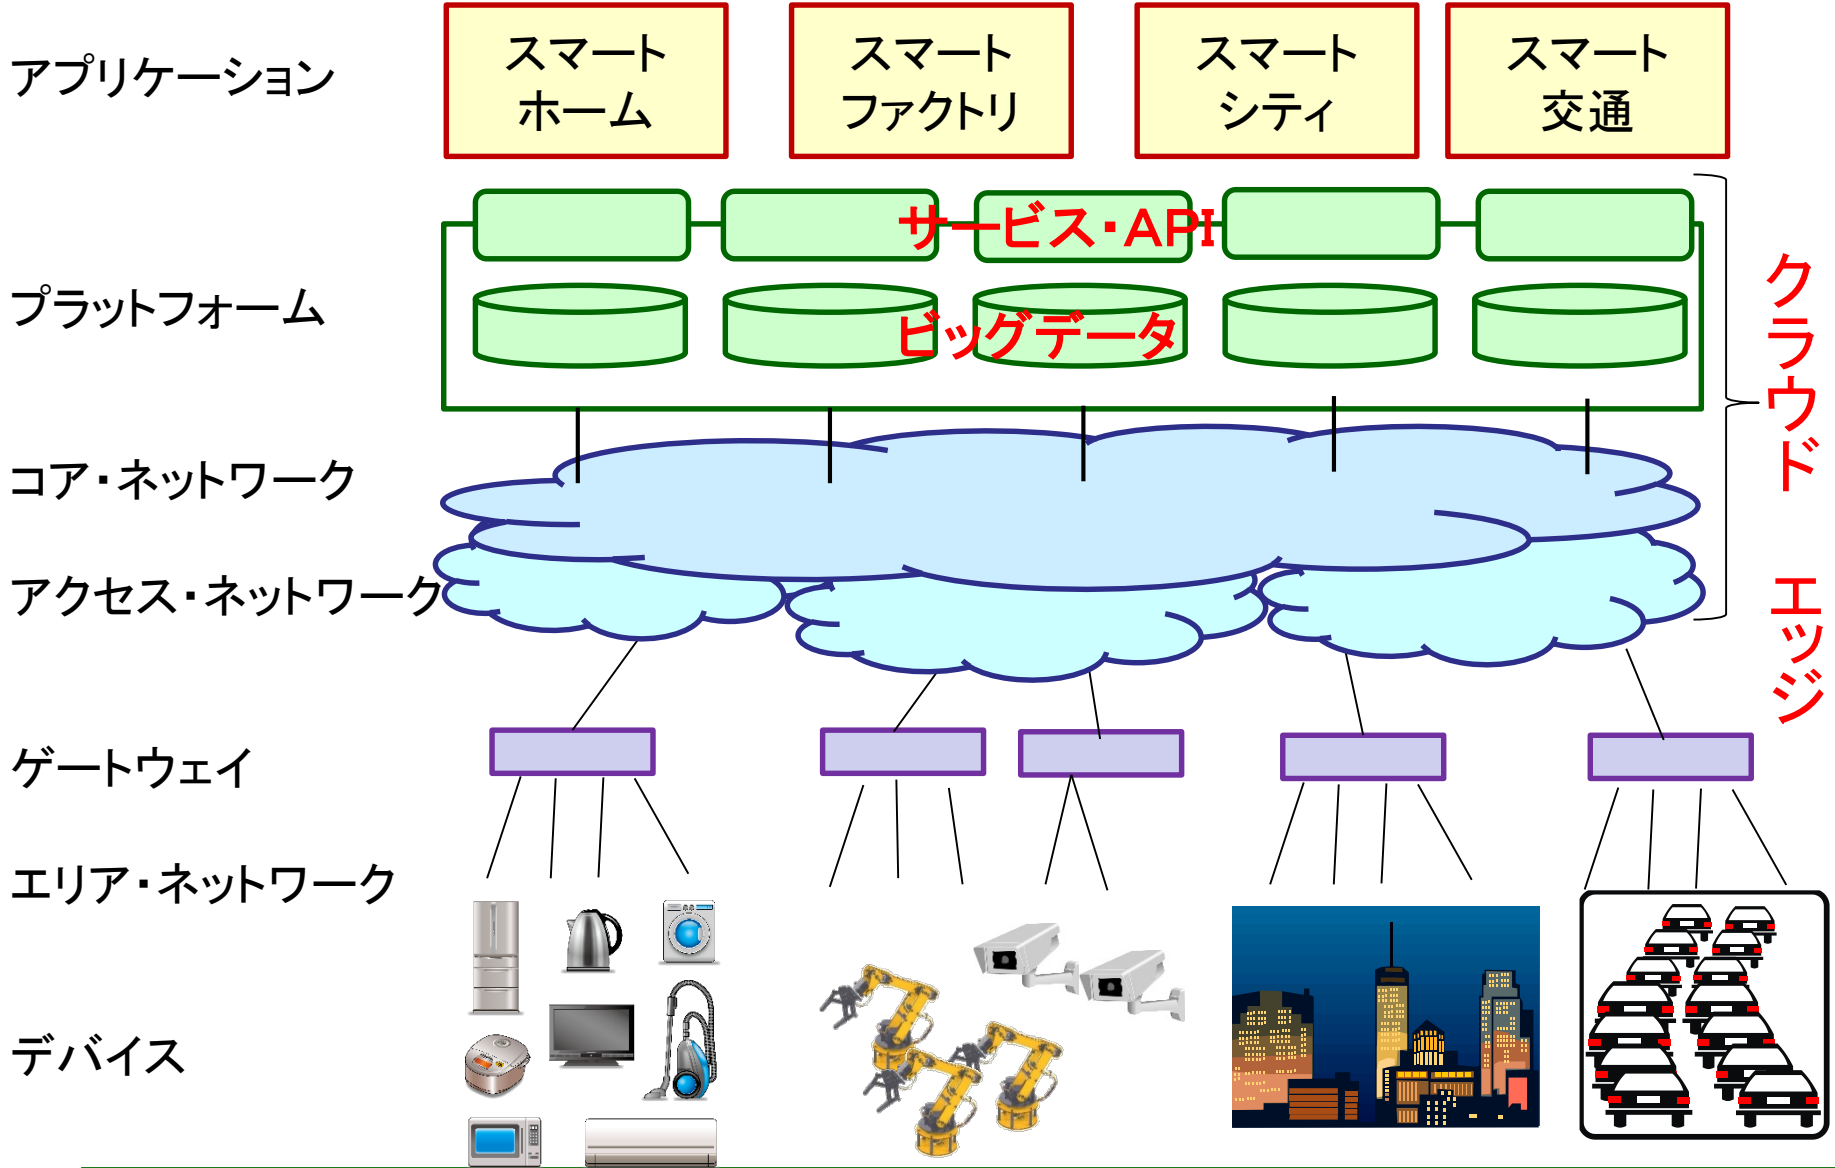 アプリケーション
スマート
ホーム
スマート
ファクトリ
スマート
シティ
スマート
交通
サービス・API
プラットフォーム
ビッグデータ
クラウド
コア・ネットワーク
アクセス・ネットワーク
エッジ
ゲートウェイ
エリア・ネットワーク
デバイス